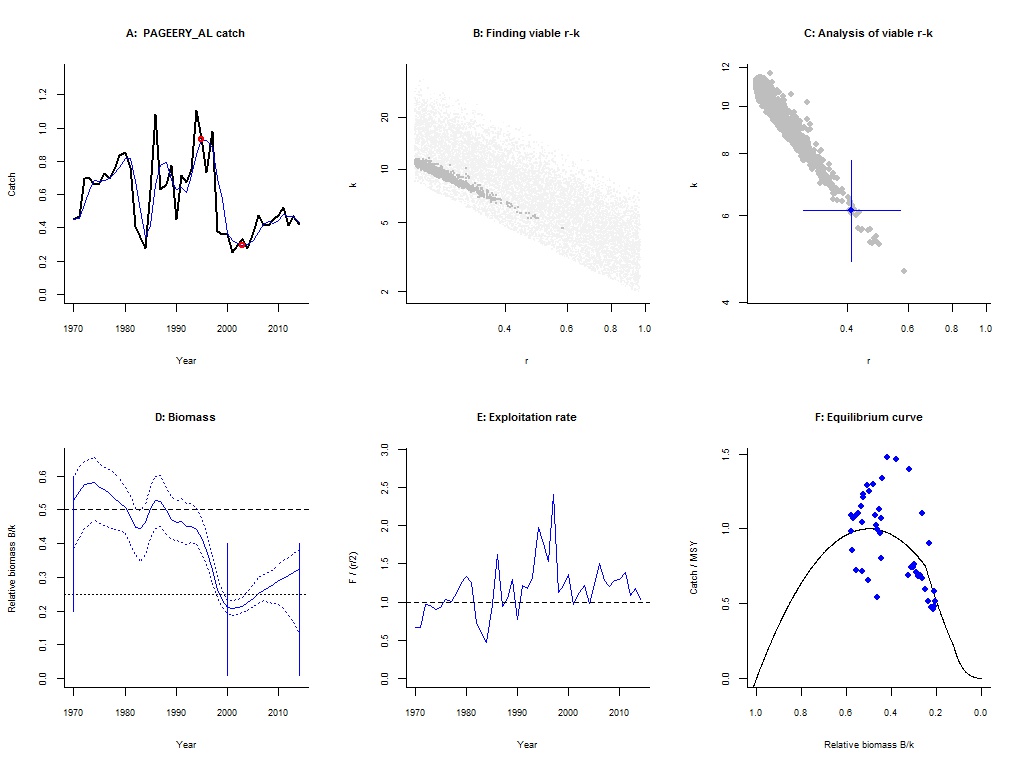 A: PAGEERY_AL catch
B: Finding viable r-k
C: Analysis of viable r-k
Catch
0.0 0.2 0.4 0.6 0.8 1.0 1.2
1970 1980 1990 2000 2010
Year
k
2 5 10 20
0.4 0.6 0.8 1.0
r
k
4 6 8 10 12
0.4 0.6 0.8 1.0
r
D: Biomass
E: Exploitation rate
F: Equilibrium curve
Relative biomass B/k
0.0 0.1 0.2 0.3 0.4 0.5 0.6
1970 1980 1990 2000 2010
Year
F / (r/2)
0.0 0.5 1.0 1.5 2.0 2.5 3.0
1970 1980 1990 2000 2010
Year
Catch / MSY
0.0 0.5 1.0 1.5
1.0 0.8 0.6 0.4 0.2 0.0
Relative biomass B/k